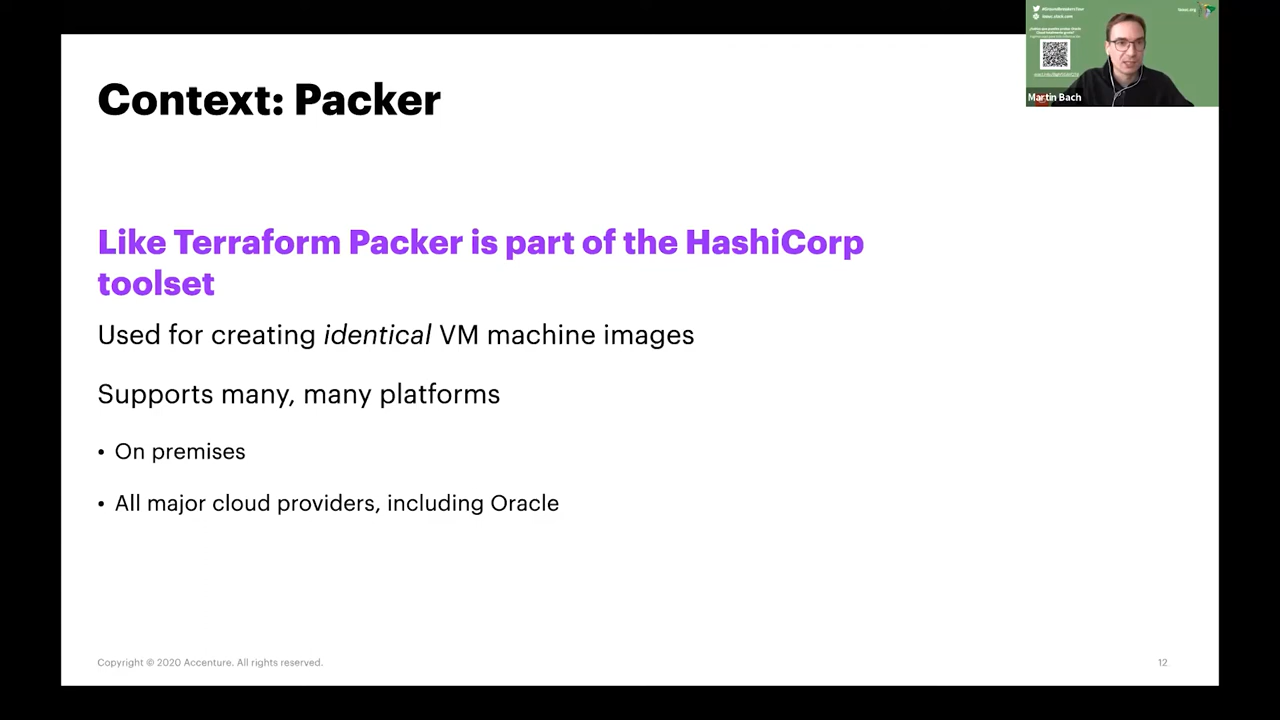 Context: Packer
Like Terraform Packer is part of the HashiCorp
toolset
Used for creating identical VM machine images
Supports many, many platforms
• On premises
• All major cloud providers, including Oracle
Copyright © 2020 Accenture. All rights reserved.
12
Martin Bach